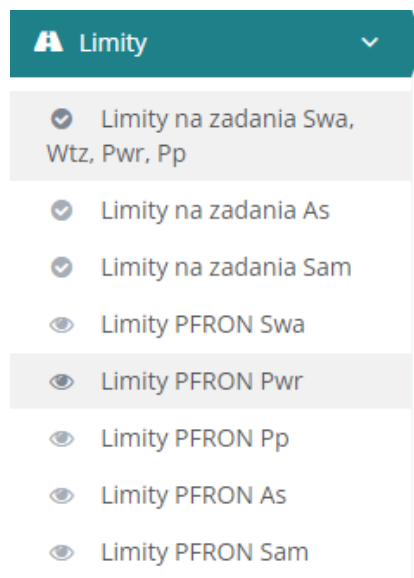 Limity
Limity na zadania Swa,
Wtz, Pwr, Pp
Limity na zadania As
Limity na zadania Sam
Limity PFRON Swa
Limity PFRON Pwr
Limity PFRON Pp
Limity PFRON As
Limity PFRON Sam